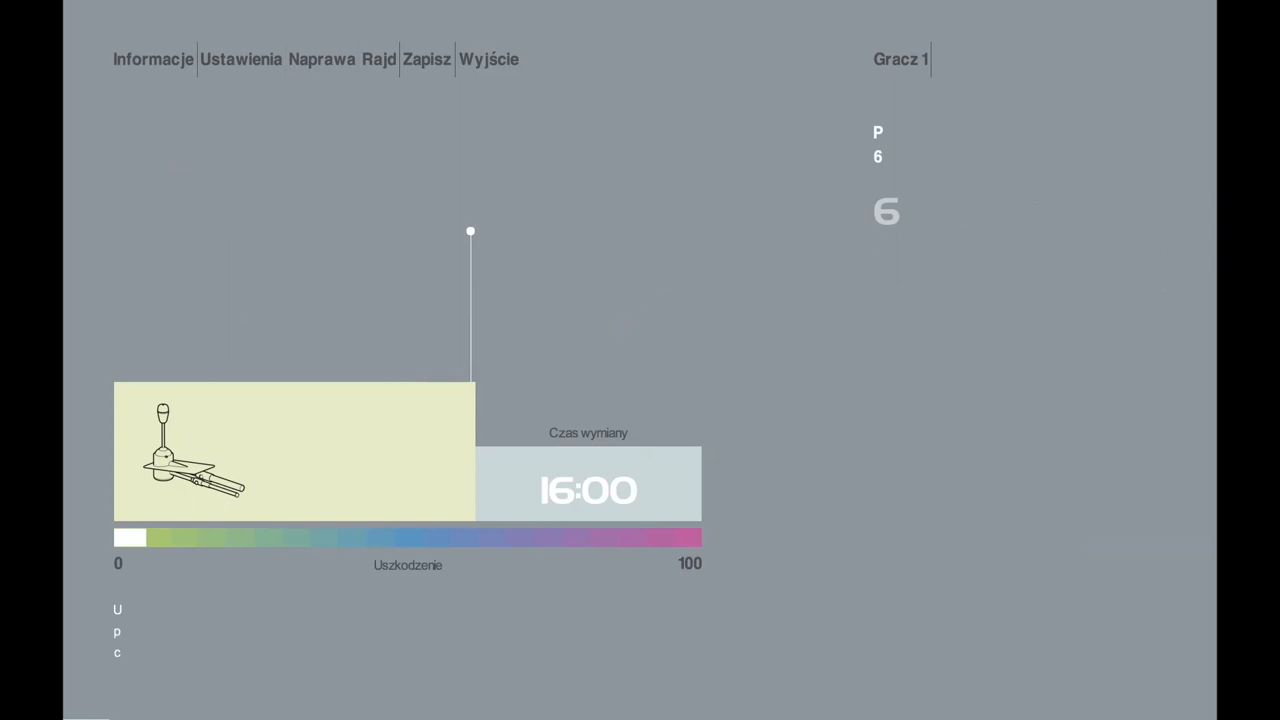 Informacje Ustawienia Naprawa Rajd Zapisz Wyjście
Gracz 1
P
6
6
Czas wymiany
16:00
0 Uszkodzenie 100
U
p
c